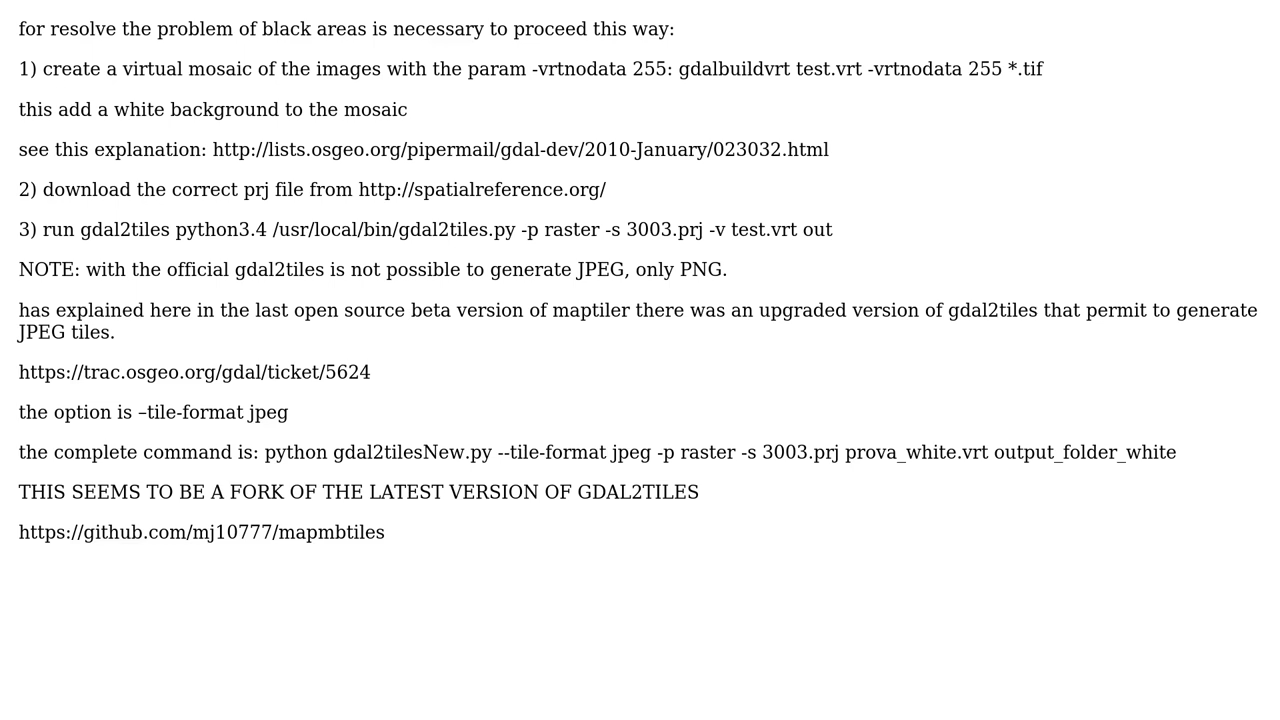 for resolve the problem of black areas is necessary to proceed this way:
1) create a virtual mosaic of the images with the param -vrtnodata 255: gdalbuildvrt test.vrt -vrtnodata 255 *.tif
this add a white background to the mosaic
see this explanation: http://lists.osgeo.org/pipermail/gdal-dev/2010-January/023032.html
2) download the correct prj file from http://spatialreference.org/
3) run gdal2tiles python3.4 /usr/local/bin/gdal2tiles.py -p raster -s 3003.prj -v test.vrt out
NOTE: with the official gdal2tiles is not possible to generate JPEG, only PNG.
has explained here in the last open source beta version of maptiler there was an upgraded version of gdal2tiles that permit to generate
JPEG tiles.
https://trac.osgeo.org/gdal/ticket/5624
the option is –tile-format jpeg
the complete command is: python gdal2tilesNew.py --tile-format jpeg -p raster -s 3003.prj prova_white.vrt output_folder_white
THIS SEEMS TO BE A FORK OF THE LATEST VERSION OF GDAL2TILES
https://github.com/mj10777/mapmbtiles